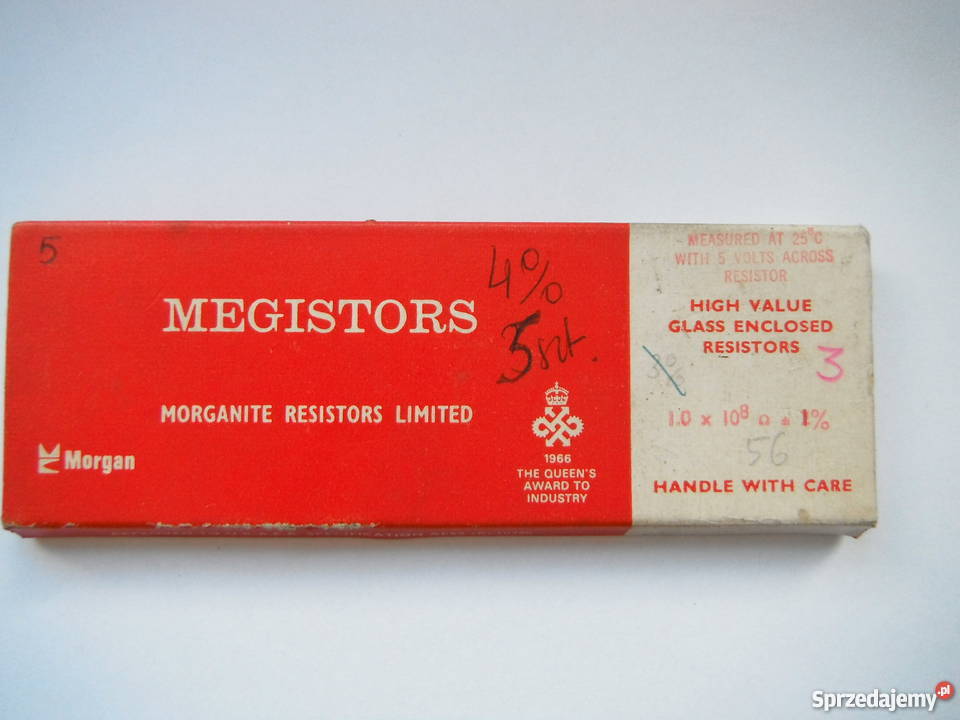 5
4%
5szt.
MEGISTORS
MORGANITE RESISTORS LIMITED
Morgan
1966
THE QUEEN'S
AWARD TO
INDUSTRY
MEASURED AT 25°C
WITH 5 VOLTS ACROSS
RESISTOR
HIGH VALUE
GLASS ENCLOSED
RESISTORS
3%
3
1.0 x 10⁸ Ω ± 1%
56
HANDLE WITH CARE
Sprzedajemy.pl